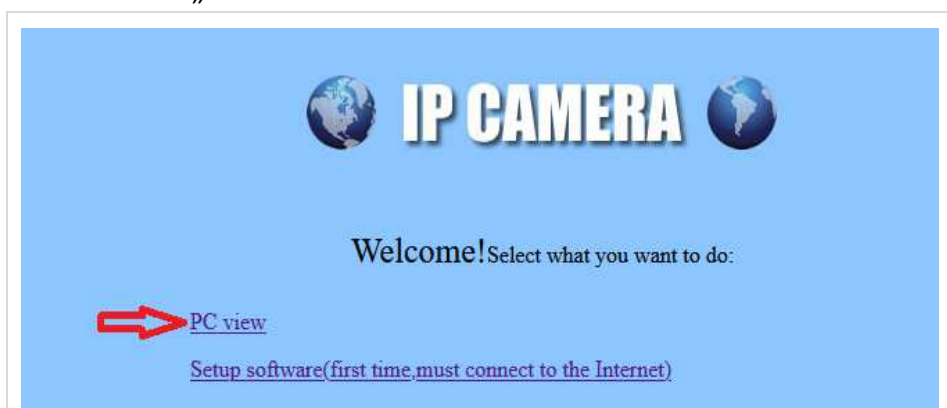 „
IP CAMERA
Welcome!Select what you want to do:
PC view
Setup software(first time,must connect to the Internet)